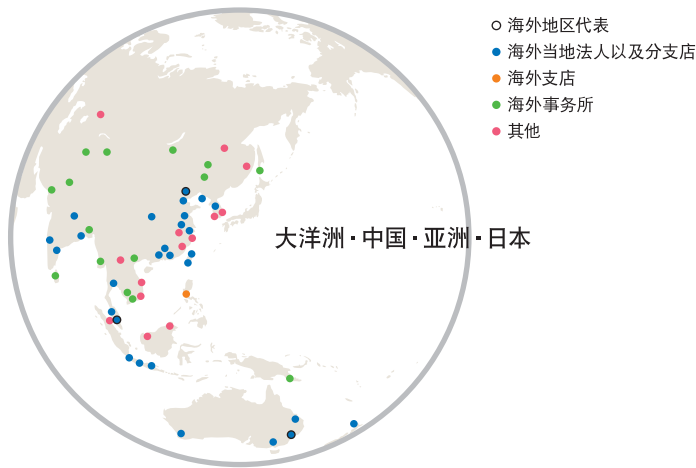 海外地区代表
海外当地法人以及分支店
海外支店
海外事务所
其他
大洋洲·中国·亚洲·日本